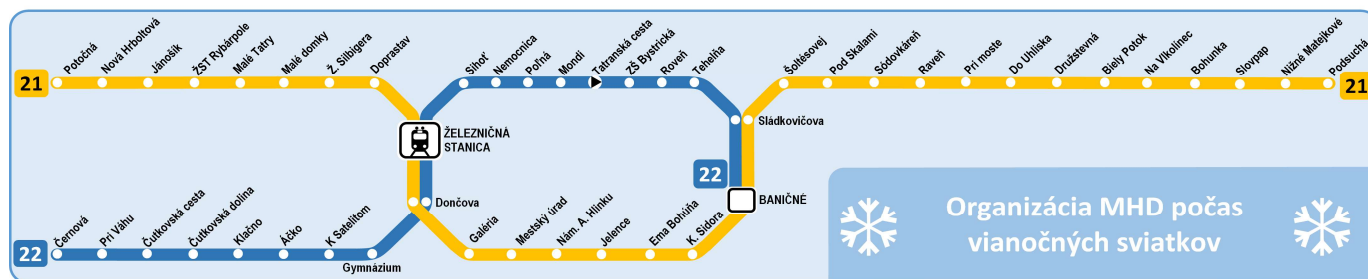 21
Potočná
Nová Hrboltová
Jánošík
ŽST Rybárpole
Malé Tatry
Malé domky
Ž. Silbigera
Doprastav
ŽELEZNIČNÁ
STANICA
Sihoť
Nemocnica
Poľná
Mondi
Tatranská cesta
ZŠ Bystrická
Roveň
Tehelňa
Sládkovičova
Šoltésovej
Pod Skalami
Sódovkáreň
Raveň
Pri moste
Do Uhliska
Družstevná
Biely Potok
Na Vlkolínec
Bohunka
Slovpap
Nižné Matejkové
Podsuchá
21
22
BANIČNÉ
Dončova
Galéria
Mestský úrad
Nám. A. Hlinku
Jelence
Ema Bohúňa
K. Sidora
22
Černová
Pri Váhu
Čutkovská cesta
Čutkovská dolina
Klačno
Áčko
K Satelitom
Gymnázium
Organizácia MHD počas
vianočných sviatkov